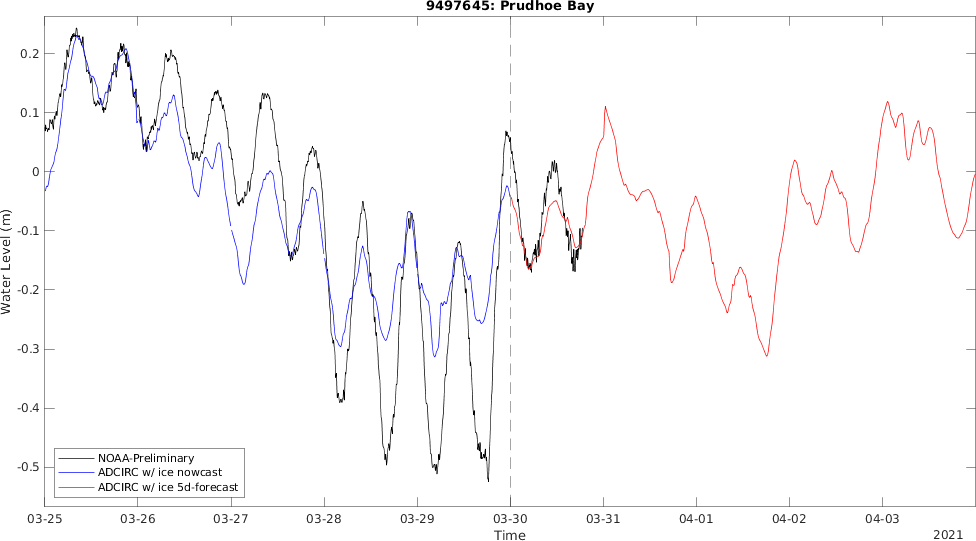 9497645: Prudhoe Bay
0.2
0.1
0
-0.1
-0.2
-0.3
-0.4
-0.5
Water Level (m)
NOAA-Preliminary
ADCIRC w/ ice nowcast
ADCIRC w/ ice 5d-forecast
03-25 03-26 03-27 03-28 03-29 03-30 03-31 04-01 04-02 04-03
Time
2021